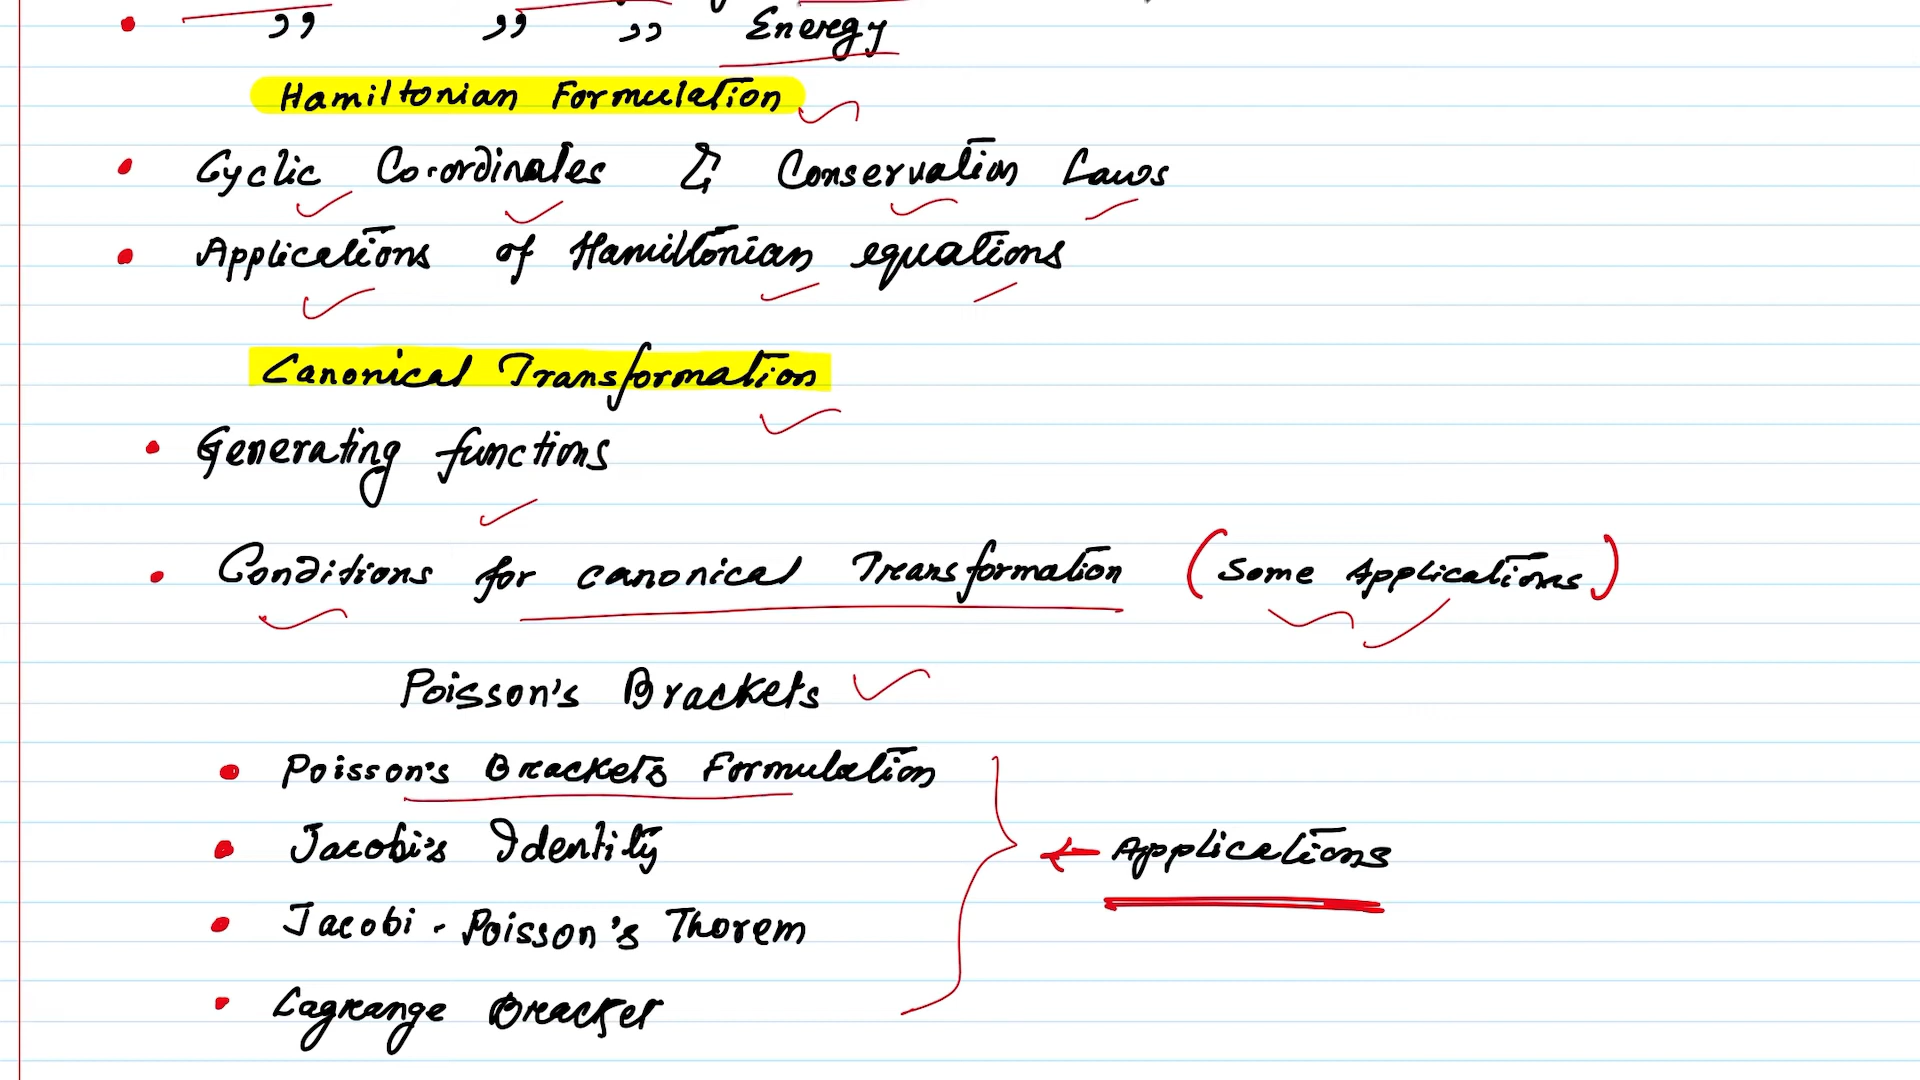 • ,, ,, ,, Energy
Hamiltonian Formulation
• Cyclic Co-ordinates & Conservation Laws
• Applications of Hamiltonian equations
Canonical Transformation
• Generating functions
• Conditions for canonical Transformation (Some Applications)
Poisson's Brackets
• Poisson's Brackets Formulation
• Jacobi's Identity
← Applications
• Jacobi - Poisson's Thorem
• Lagrange Bracket